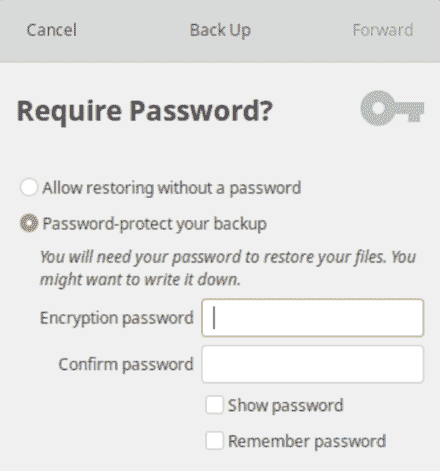 Cancel Back Up Forward
Require Password?
Allow restoring without a password
Password-protect your backup
You will need your password to restore your files. You
might want to write it down.
Encryption password
Confirm password
Show password
Remember password